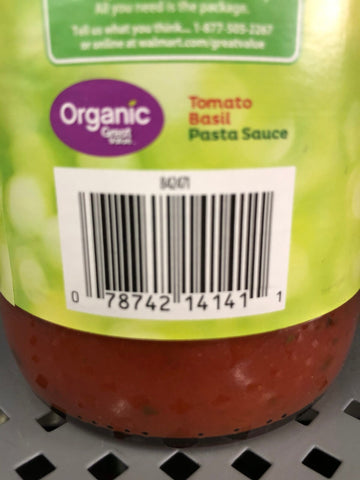 All you need is the package.
Tell us what you think... 1-877-505-2267
or online at walmart.com/greatvalue
Organic
Great
Value
Tomato
Basil
Pasta Sauce
842471
0 78742 14141 1